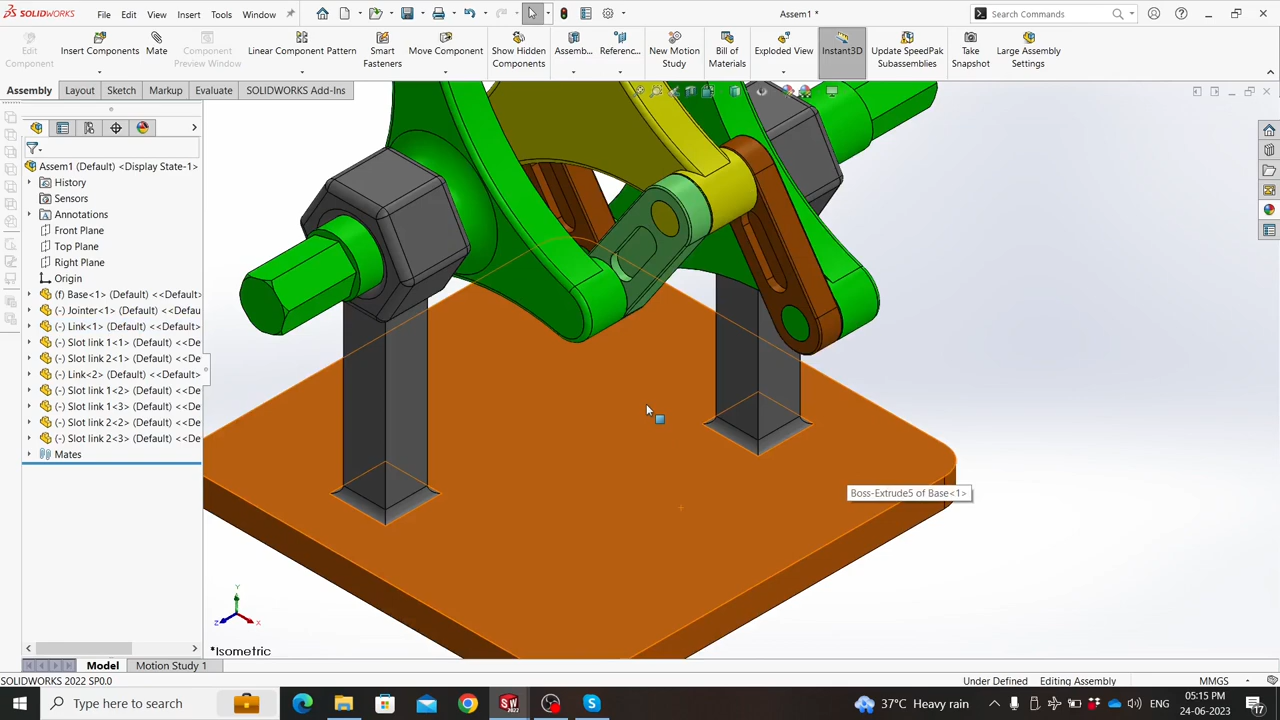 SOLIDWORKS
File Edit View Insert Tools Window
Assem1 *
Search Commands
Edit Component
Insert Components
Mate
Component Preview Window
Linear Component Pattern
Smart Fasteners
Move Component
Show Hidden Components
Assemb...
Referenc...
New Motion Study
Bill of Materials
Exploded View
Instant3D
Update SpeedPak Subassemblies
Take Snapshot
Large Assembly Settings
Assembly Layout Sketch Markup Evaluate SOLIDWORKS Add-Ins
Assem1 (Default) <Display State-1>
History
Sensors
Annotations
Front Plane
Top Plane
Right Plane
Origin
(f) Base<1> (Default) <<Default>
(-) Jointer<1> (Default) <<Defau
(-) Link<1> (Default) <<Default>
(-) Slot link 1<1> (Default) <<De
(-) Slot link 2<1> (Default) <<De
(-) Link<2> (Default) <<Default>
(-) Slot link 1<2> (Default) <<De
(-) Slot link 1<3> (Default) <<De
(-) Slot link 2<2> (Default) <<De
(-) Slot link 2<3> (Default) <<De
Mates
Boss-Extrude5 of Base<1>
Y
Z
X
*Isometric
Model Motion Study 1
SOLIDWORKS 2022 SP0.0
Under Defined Editing Assembly MMGS
Type here to search
37°C Heavy rain
ENG
05:15 PM
24-06-2023